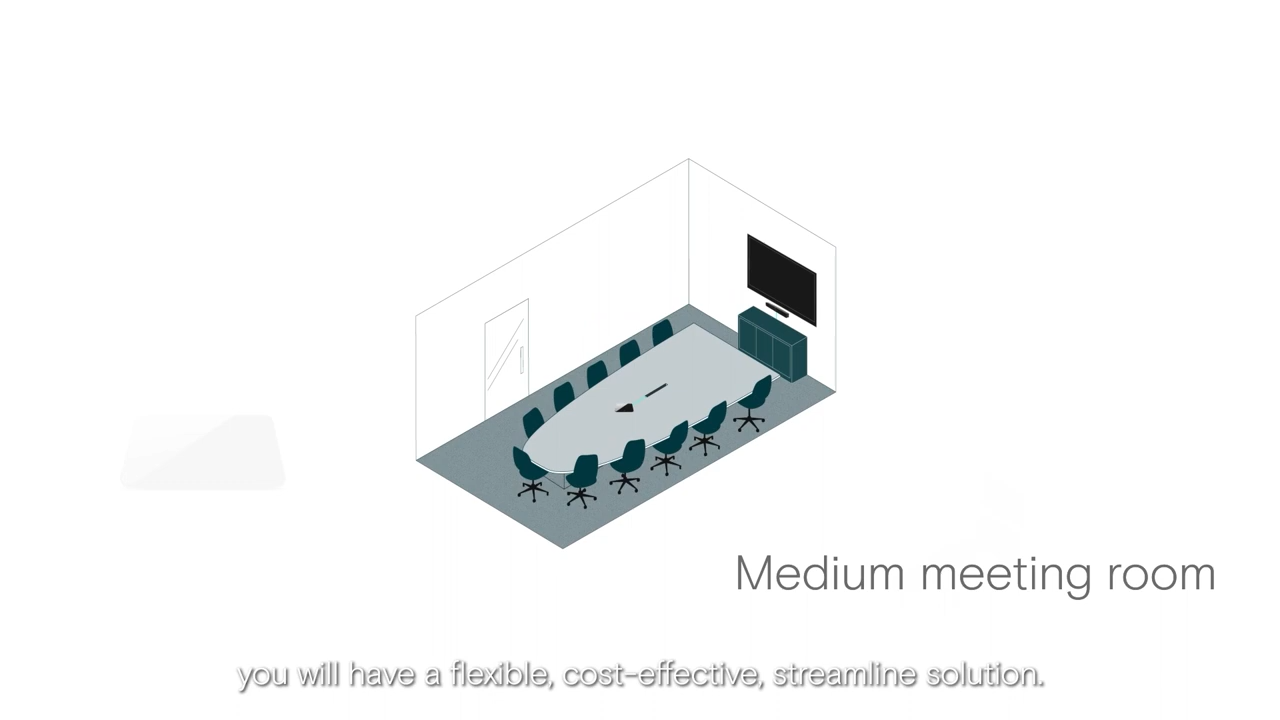 Medium meeting room
you will have a flexible, cost-effective, streamline solution.